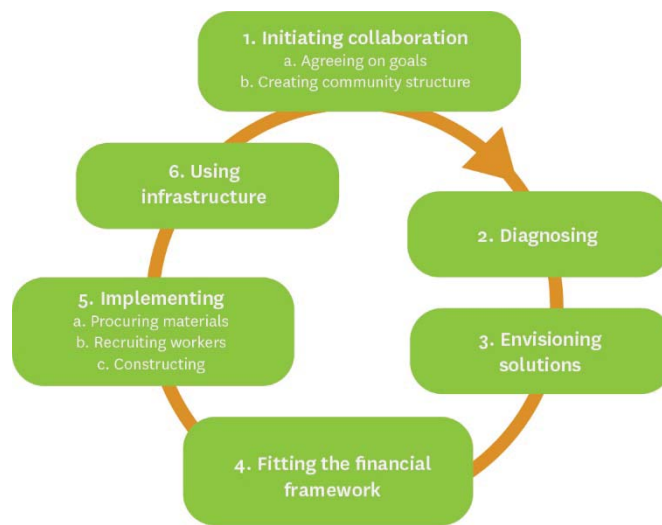 1. Initiating collaboration
a. Agreeing on goals
b. Creating community structure
2. Diagnosing
3. Envisioning
solutions
4. Fitting the financial
framework
5. Implementing
a. Procuring materials
b. Recruiting workers
c. Constructing
6. Using
infrastructure